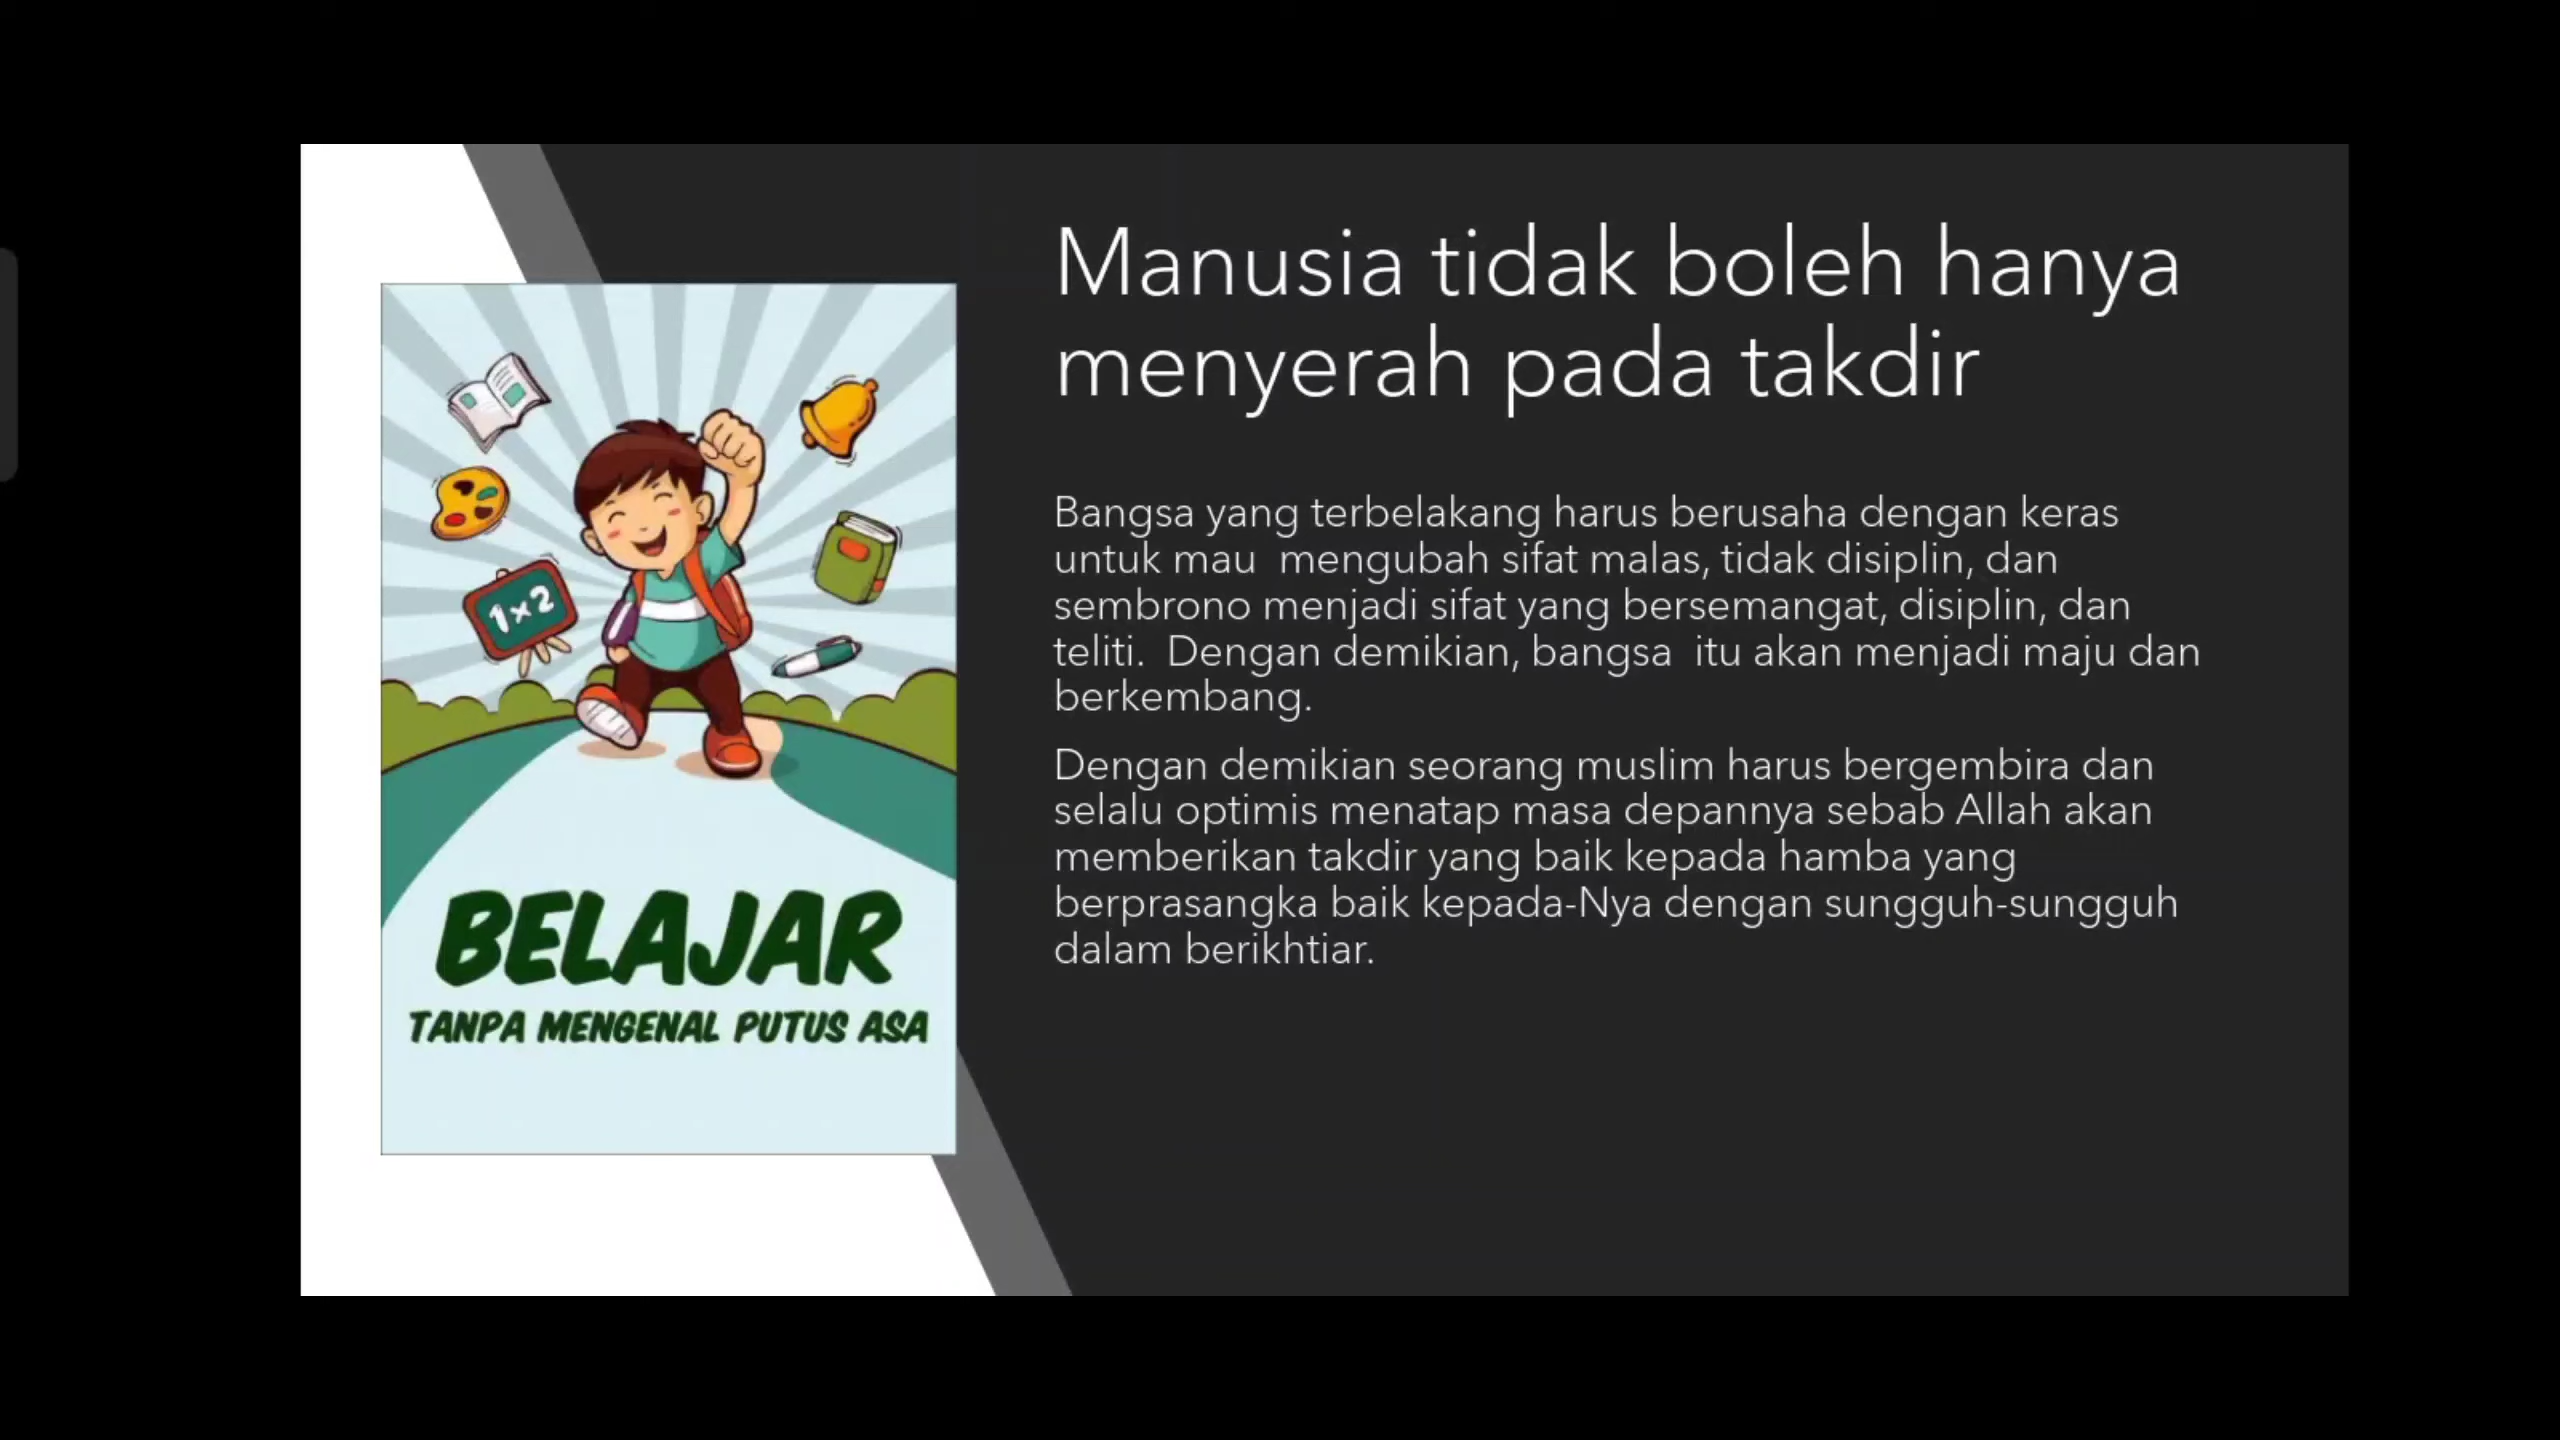 Manusia tidak boleh hanya
menyerah pada takdir
Bangsa yang terbelakang harus berusaha dengan keras
untuk mau  mengubah sifat malas, tidak disiplin, dan
sembrono menjadi sifat yang bersemangat, disiplin, dan
teliti.  Dengan demikian, bangsa  itu akan menjadi maju dan
berkembang.
Dengan demikian seorang muslim harus bergembira dan
selalu optimis menatap masa depannya sebab Allah akan
memberikan takdir yang baik kepada hamba yang
berprasangka baik kepada-Nya dengan sungguh-sungguh
dalam berikhtiar.
1x2
BELAJAR
TANPA MENGENAL PUTUS ASA